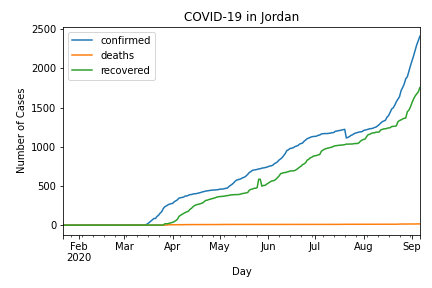 COVID-19 in Jordan
2500
2000
1500
1000
500
0
Number of Cases
confirmed
deaths
recovered
Feb Mar Apr May Jun Jul Aug Sep
2020
Day